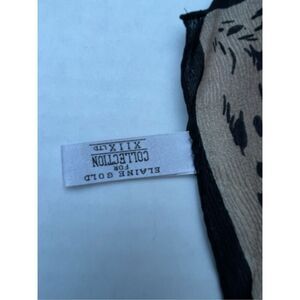 ELAINE GOLD
FOR
COLLECTION
XIIX LTD